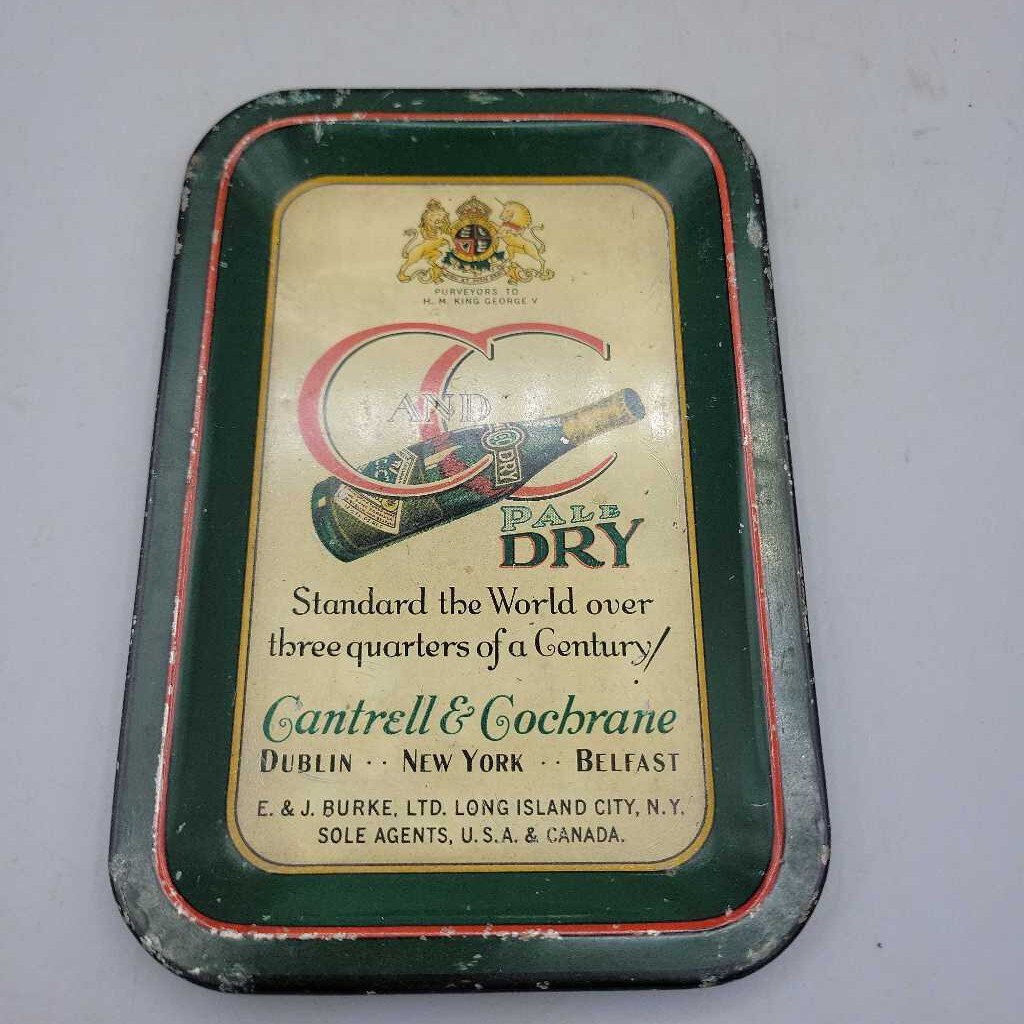 PURVEYORS TO
H. M. KING GEORGE V
C AND C
DRY
PALE
DRY
Standard the World over
three quarters of a Century!
Cantrell & Cochrane
DUBLIN ·· NEW YORK ·· BELFAST
E. & J. BURKE, LTD. LONG ISLAND CITY, N.Y.
SOLE AGENTS, U.S.A. & CANADA.